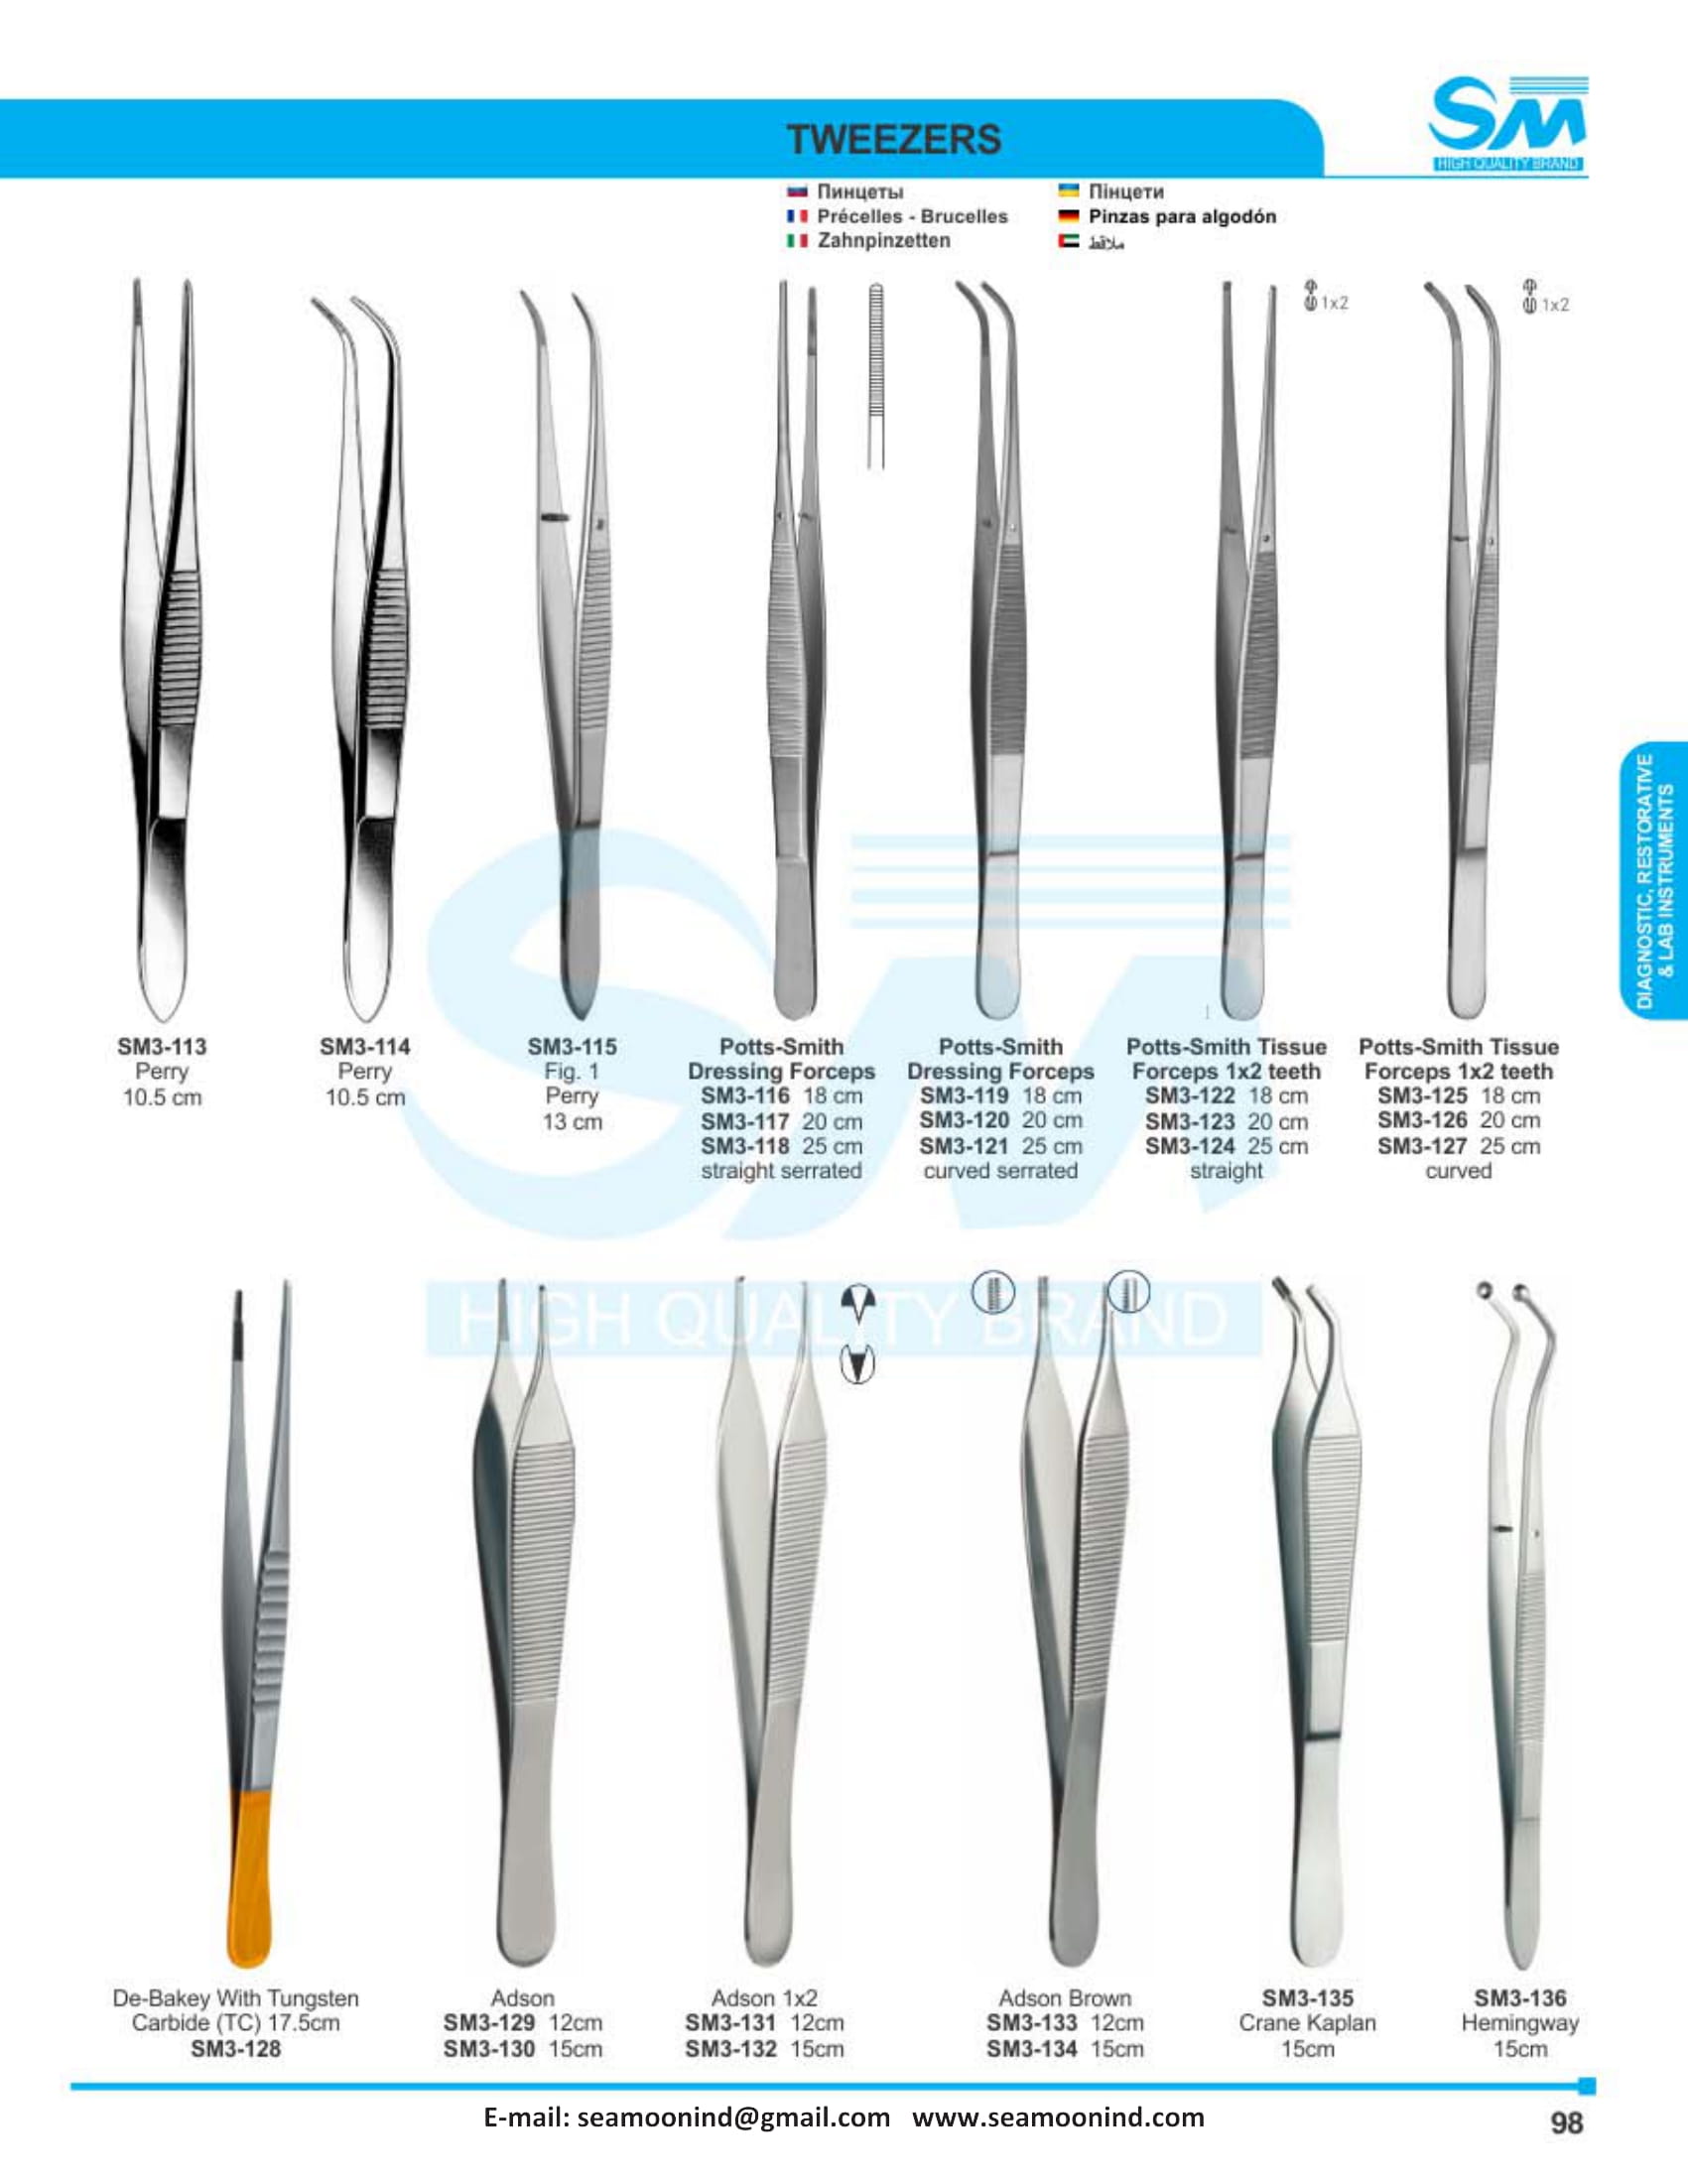 SM
HIGH QUALITY BRAND
TWEEZERS
Пинцеты
Пінцети
Précelles - Brucelles
Pinzas para algodón
Zahnpinzetten
ملاقط
1x2
1x2
DIAGNOSTIC, RESTORATIVE
& LAB INSTRUMENTS
SM3-113
Perry
10.5 cm
SM3-114
Perry
10.5 cm
SM3-115
Fig. 1
Perry
13 cm
Potts-Smith
Dressing Forceps
SM3-116 18 cm
SM3-117 20 cm
SM3-118 25 cm
straight serrated
Potts-Smith
Dressing Forceps
SM3-119 18 cm
SM3-120 20 cm
SM3-121 25 cm
curved serrated
Potts-Smith Tissue
Forceps 1x2 teeth
SM3-122 18 cm
SM3-123 20 cm
SM3-124 25 cm
straight
Potts-Smith Tissue
Forceps 1x2 teeth
SM3-125 18 cm
SM3-126 20 cm
SM3-127 25 cm
curved
SM
HIGH QUALITY BRAND
De-Bakey With Tungsten
Carbide (TC) 17.5cm
SM3-128
Adson
SM3-129 12cm
SM3-130 15cm
Adson 1x2
SM3-131 12cm
SM3-132 15cm
Adson Brown
SM3-133 12cm
SM3-134 15cm
SM3-135
Crane Kaplan
15cm
SM3-136
Hemingway
15cm
E-mail: seamoonind@gmail.com www.seamoonind.com
98